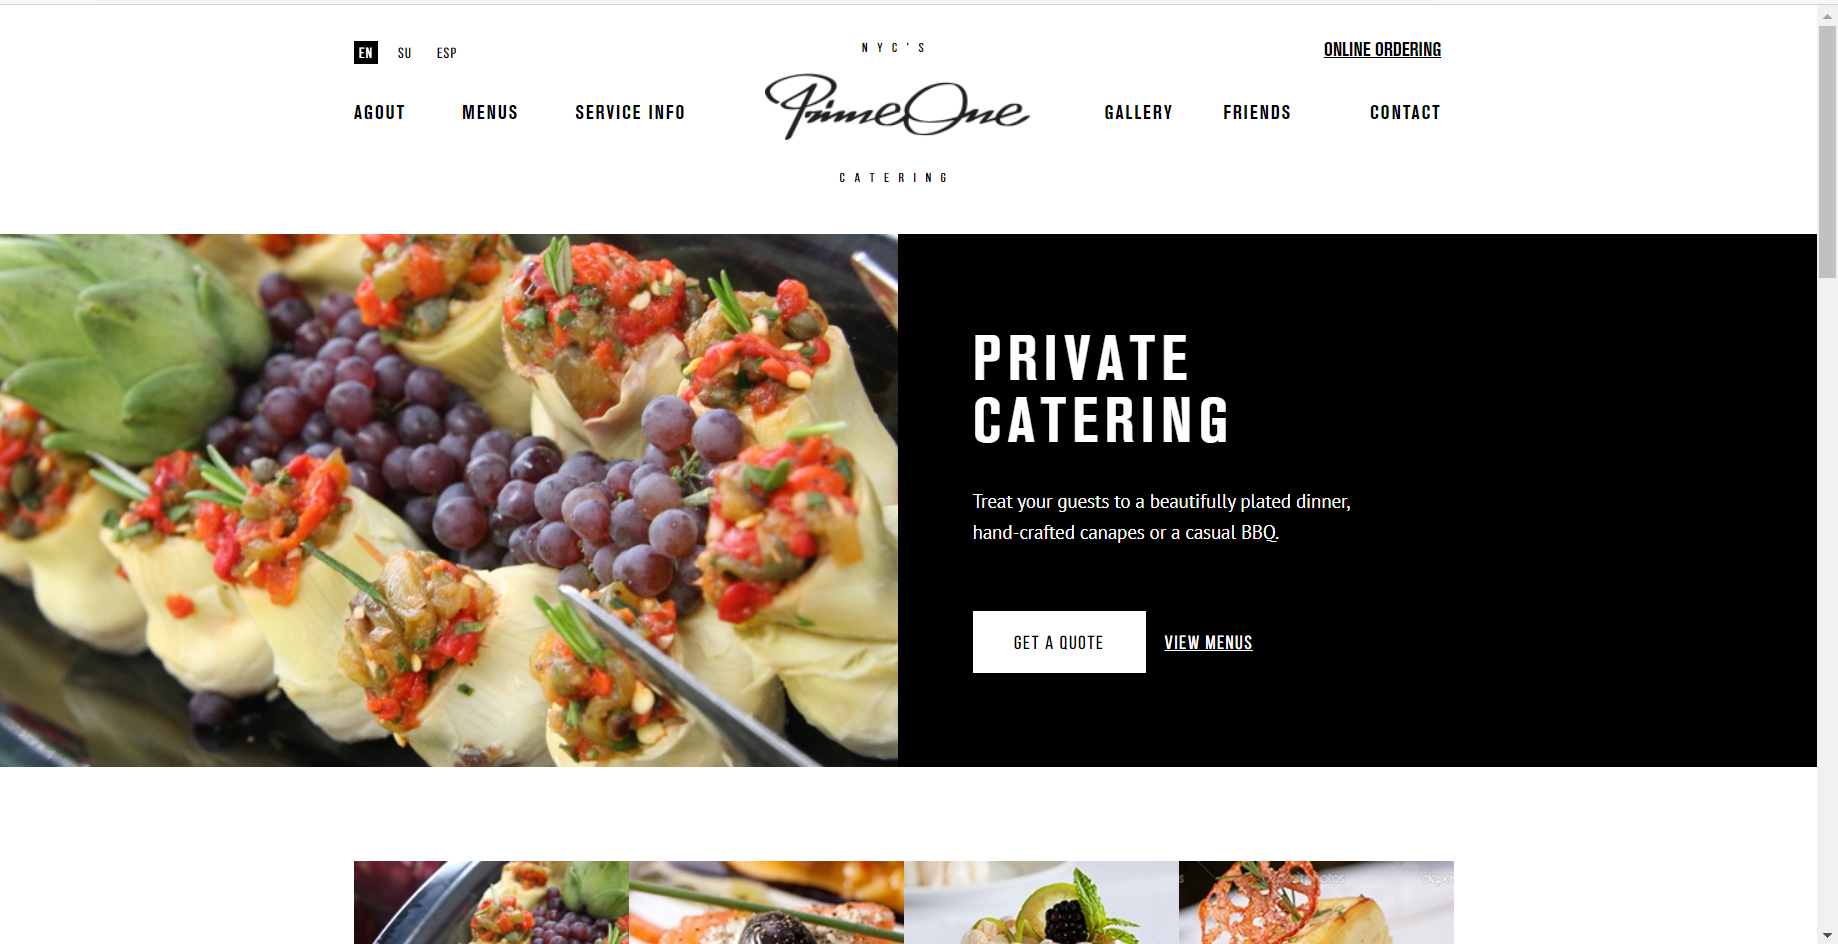 EN SU ESP
NYC'S
ONLINE ORDERING
AGOUT MENUS SERVICE INFO
PrimeOne
GALLERY FRIENDS CONTACT
CATERING
PRIVATE
CATERING
Treat your guests to a beautifully plated dinner,
hand-crafted canapes or a casual BBQ.
GET A QUOTE VIEW MENUS